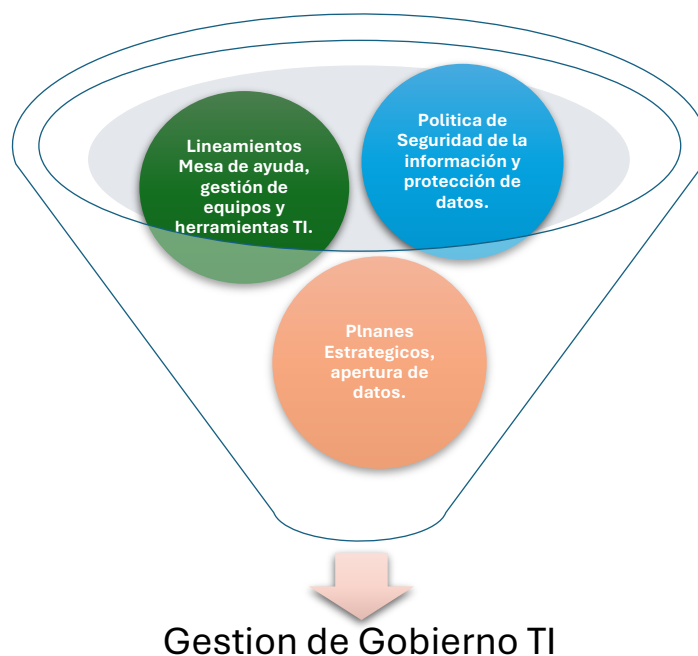 Lineamientos
Mesa de ayuda,
gestión de
equipos y
herramientas TI.
Politica de
Seguridad de la
información y
protección de
datos.
Plnanes
Estrategicos,
apertura de
datos.
Gestion de Gobierno TI